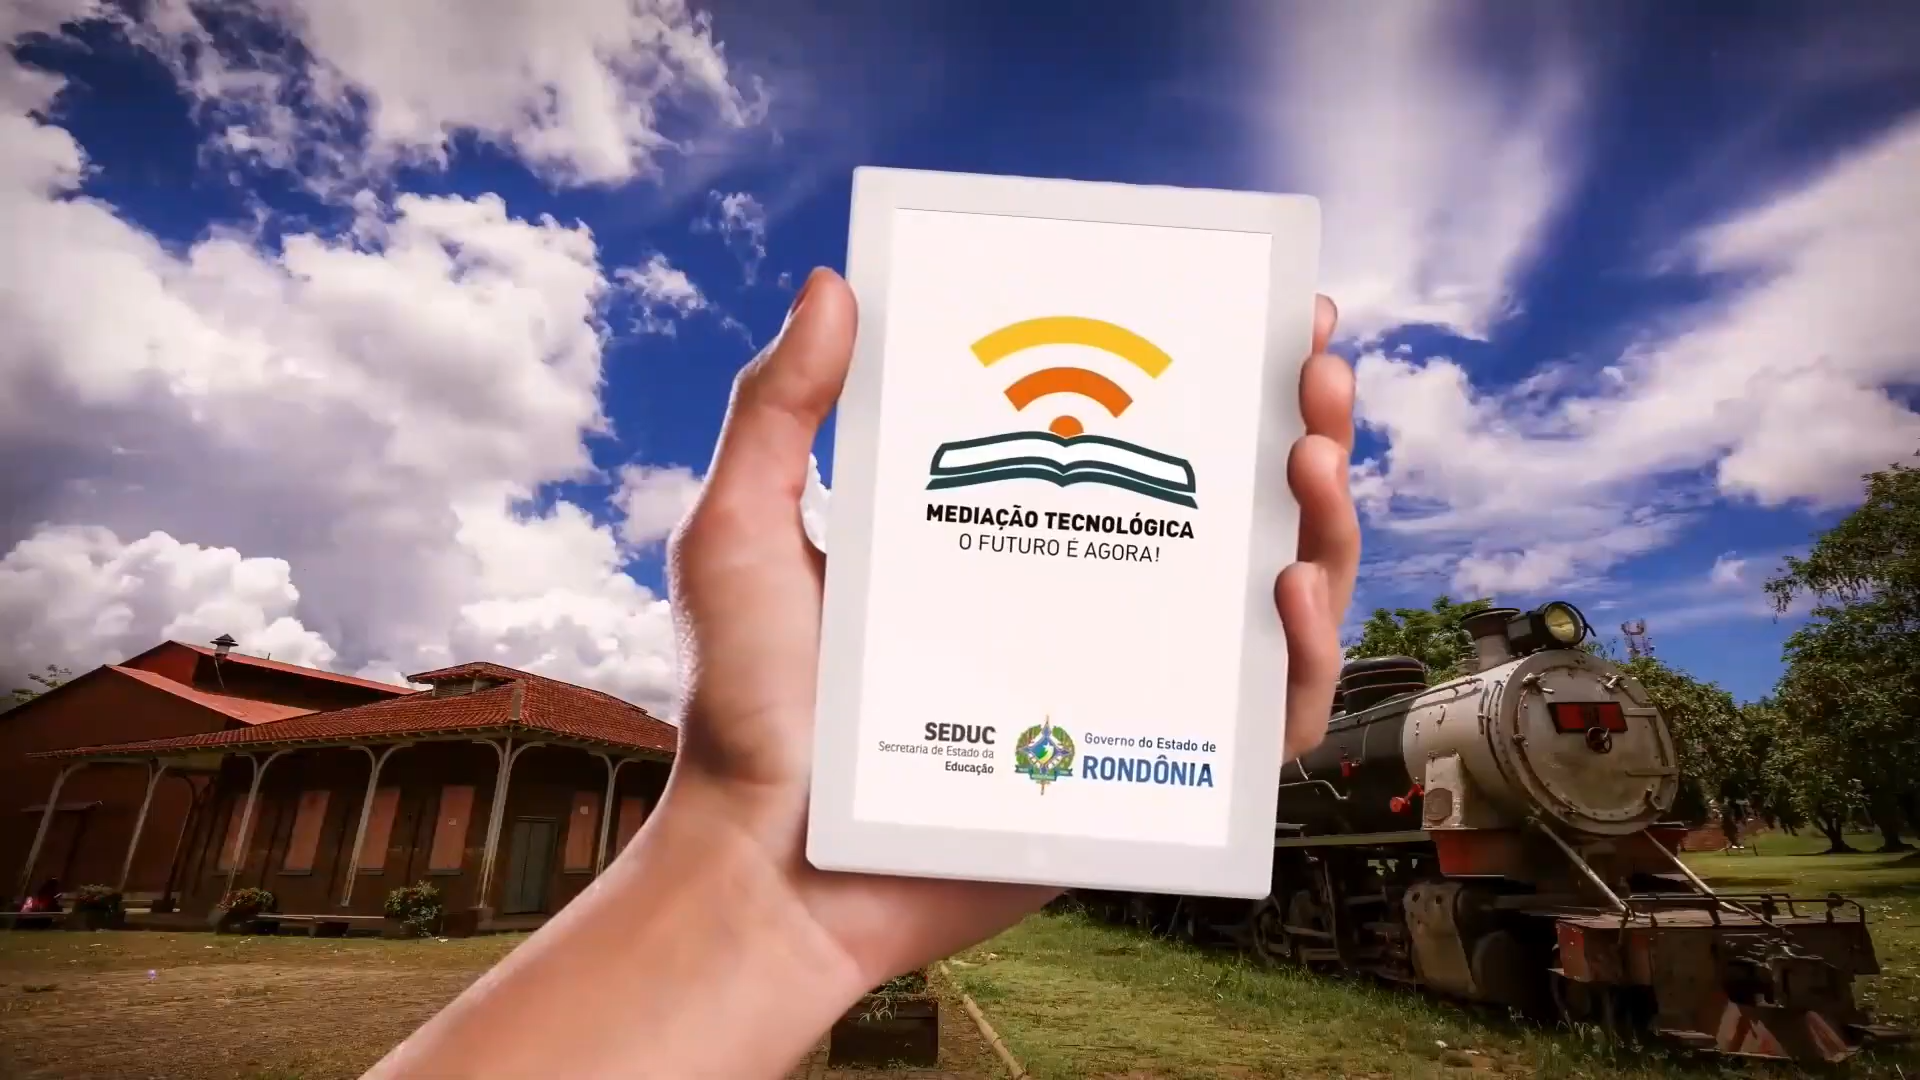 MEDIAÇÃO TECNOLÓGICA
O FUTURO É AGORA!
SEDUC
Secretaria de Estado da
Educação
Governo do Estado de
RONDÔNIA